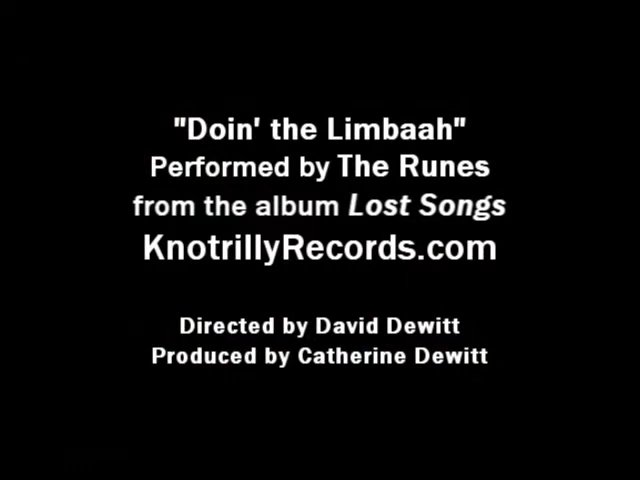 "Doin' the Limbaah"
Performed by The Runes
from the album Lost Songs
KnotrillyRecords.com
Directed by David Dewitt
Produced by Catherine Dewitt